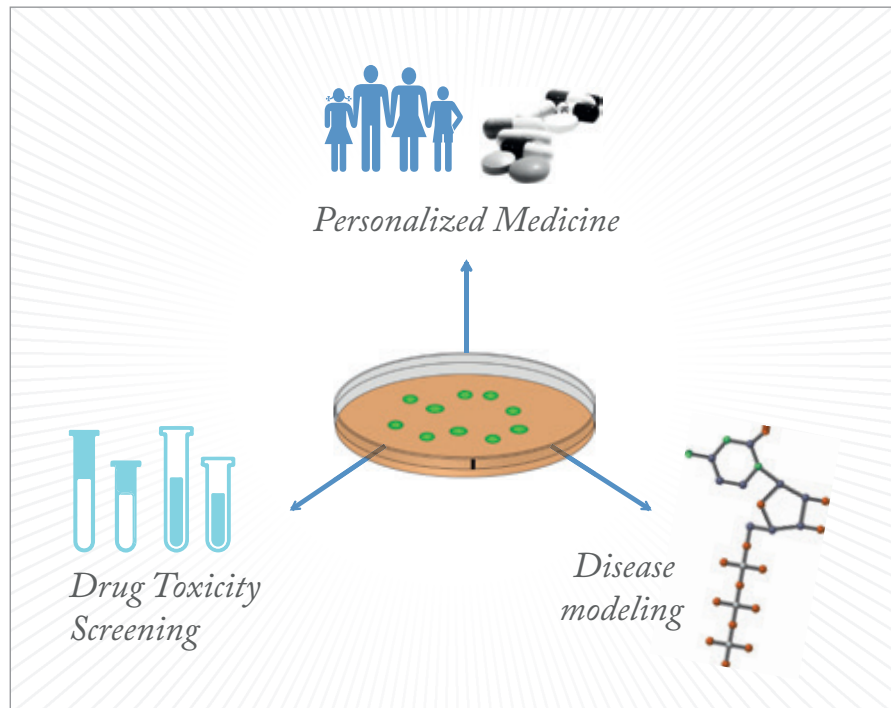 Personalized Medicine
Drug Toxicity
Screening
Disease
modeling